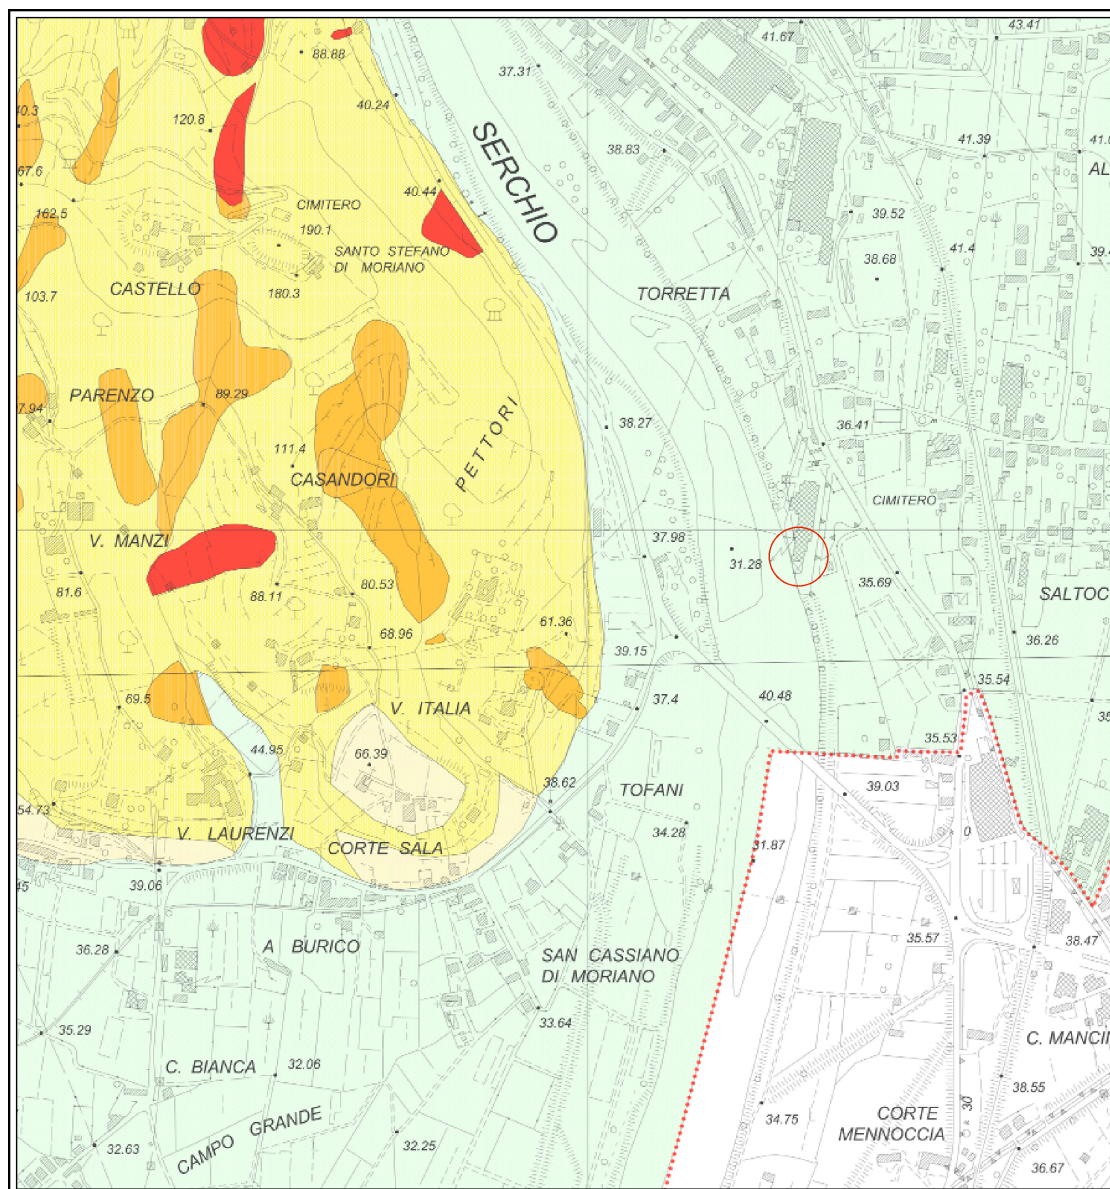 43.41
41.67
88.88
37.31
40.24
40.3
120.8
38.83
41.39
SERCHIO
67.6
40.44
AL
162.5
CIMITERO
190.1
39.52
SANTO STEFANO
DI MORIANO
41.4
38.68
39.4
103.7
CASTELLO
180.3
TORRETTA
PARENZO
89.29
7.94
38.27
36.41
PETTORI
111.4
CASANDORI
CIMITERO
V. MANZI
37.98
31.28
35.69
81.6
88.11
80.53
SALTOC
68.96
61.36
36.26
39.15
35.54
69.5
V. ITALIA
37.4
40.48
35.53
44.95
66.39
38.62
39.03
TOFANI
54.73
V. LAURENZI
34.28
CORTE SALA
0
31.87
39.06
45
35.57
38.47
36.28
A BURICO
SAN CASSIANO
DI MORIANO
33.64
35.29
C. BIANCA
32.06
C. MANCIN
38.55
34.75
30
CORTE
MENNOCCIA
CAMPO GRANDE
32.63
32.25
36.67